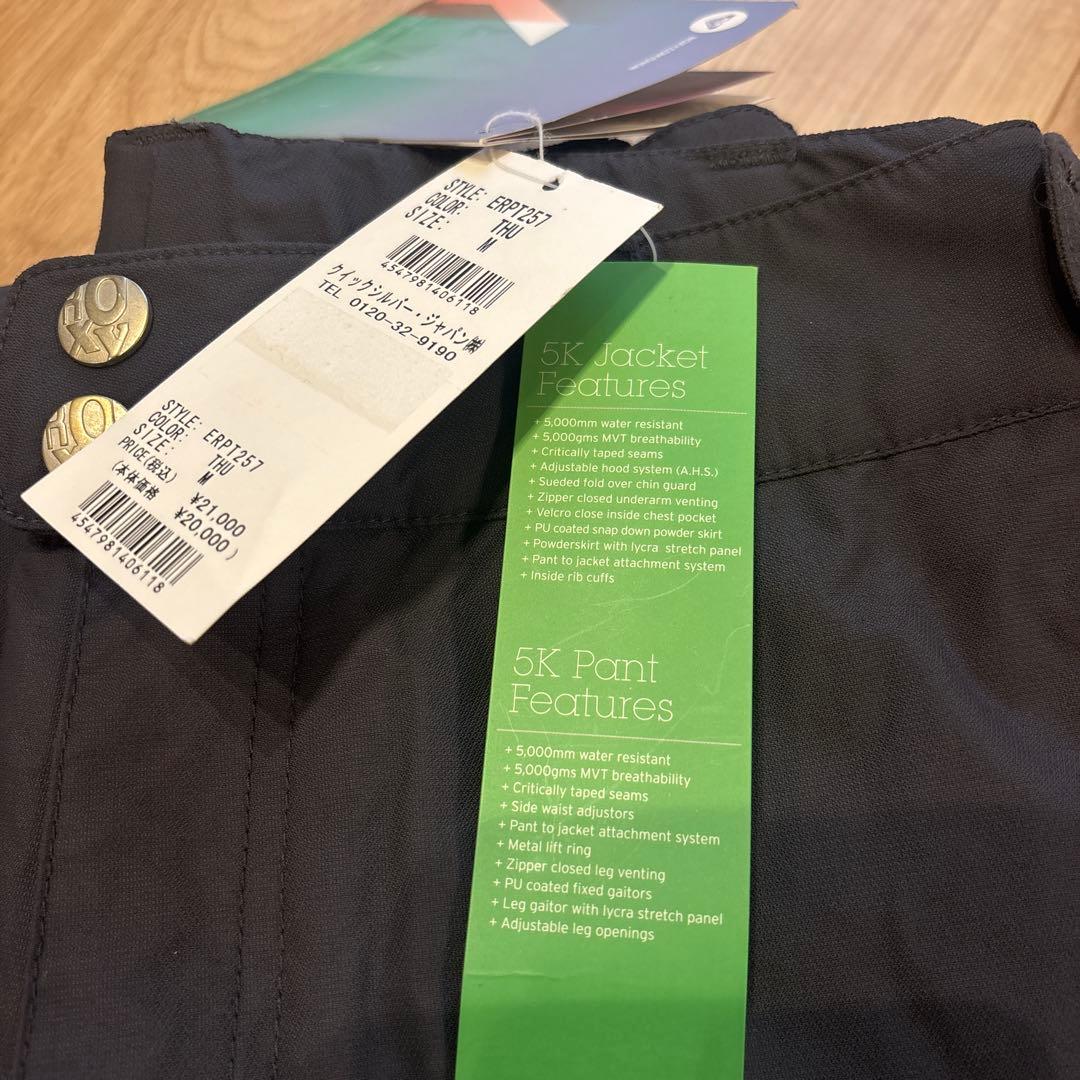 STYLE: ERPT257
COLOR: THU
SIZE: M
4547981406118
クイックシルバー・ジャパン㈱
TEL 0120-32-9190
STYLE: ERPT257
COLOR: THU
SIZE: M
PRICE(税込) ¥21,000
(本体価格 ¥20,000)
4547981406118
ROXY
RO
5K Jacket
Features
+ 5,000mm water resistant
+ 5,000gms MVT breathability
+ Critically taped seams
+ Adjustable hood system (A.H.S.)
+ Sueded fold over chin guard
+ Zipper closed underarm venting
+ Velcro close inside chest pocket
+ PU coated snap down powder skirt
+ Powderskirt with lycra stretch panel
+ Pant to jacket attachment system
+ Inside rib cuffs
5K Pant
Features
+ 5,000mm water resistant
+ 5,000gms MVT breathability
+ Critically taped seams
+ Side waist adjustors
+ Pant to jacket attachment system
+ Metal lift ring
+ Zipper closed leg venting
+ PU coated fixed gaitors
+ Leg gaitor with lycra stretch panel
+ Adjustable leg openings